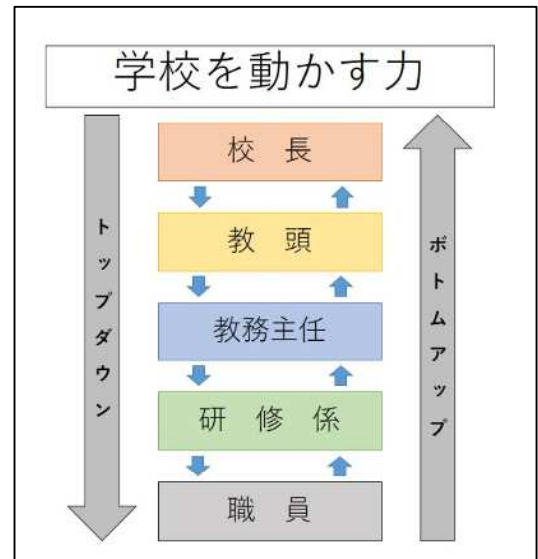 学校を動かす力
校 長
教 頭
教務主任
研 修 係
職 員
トップダウン
ボトムアップ